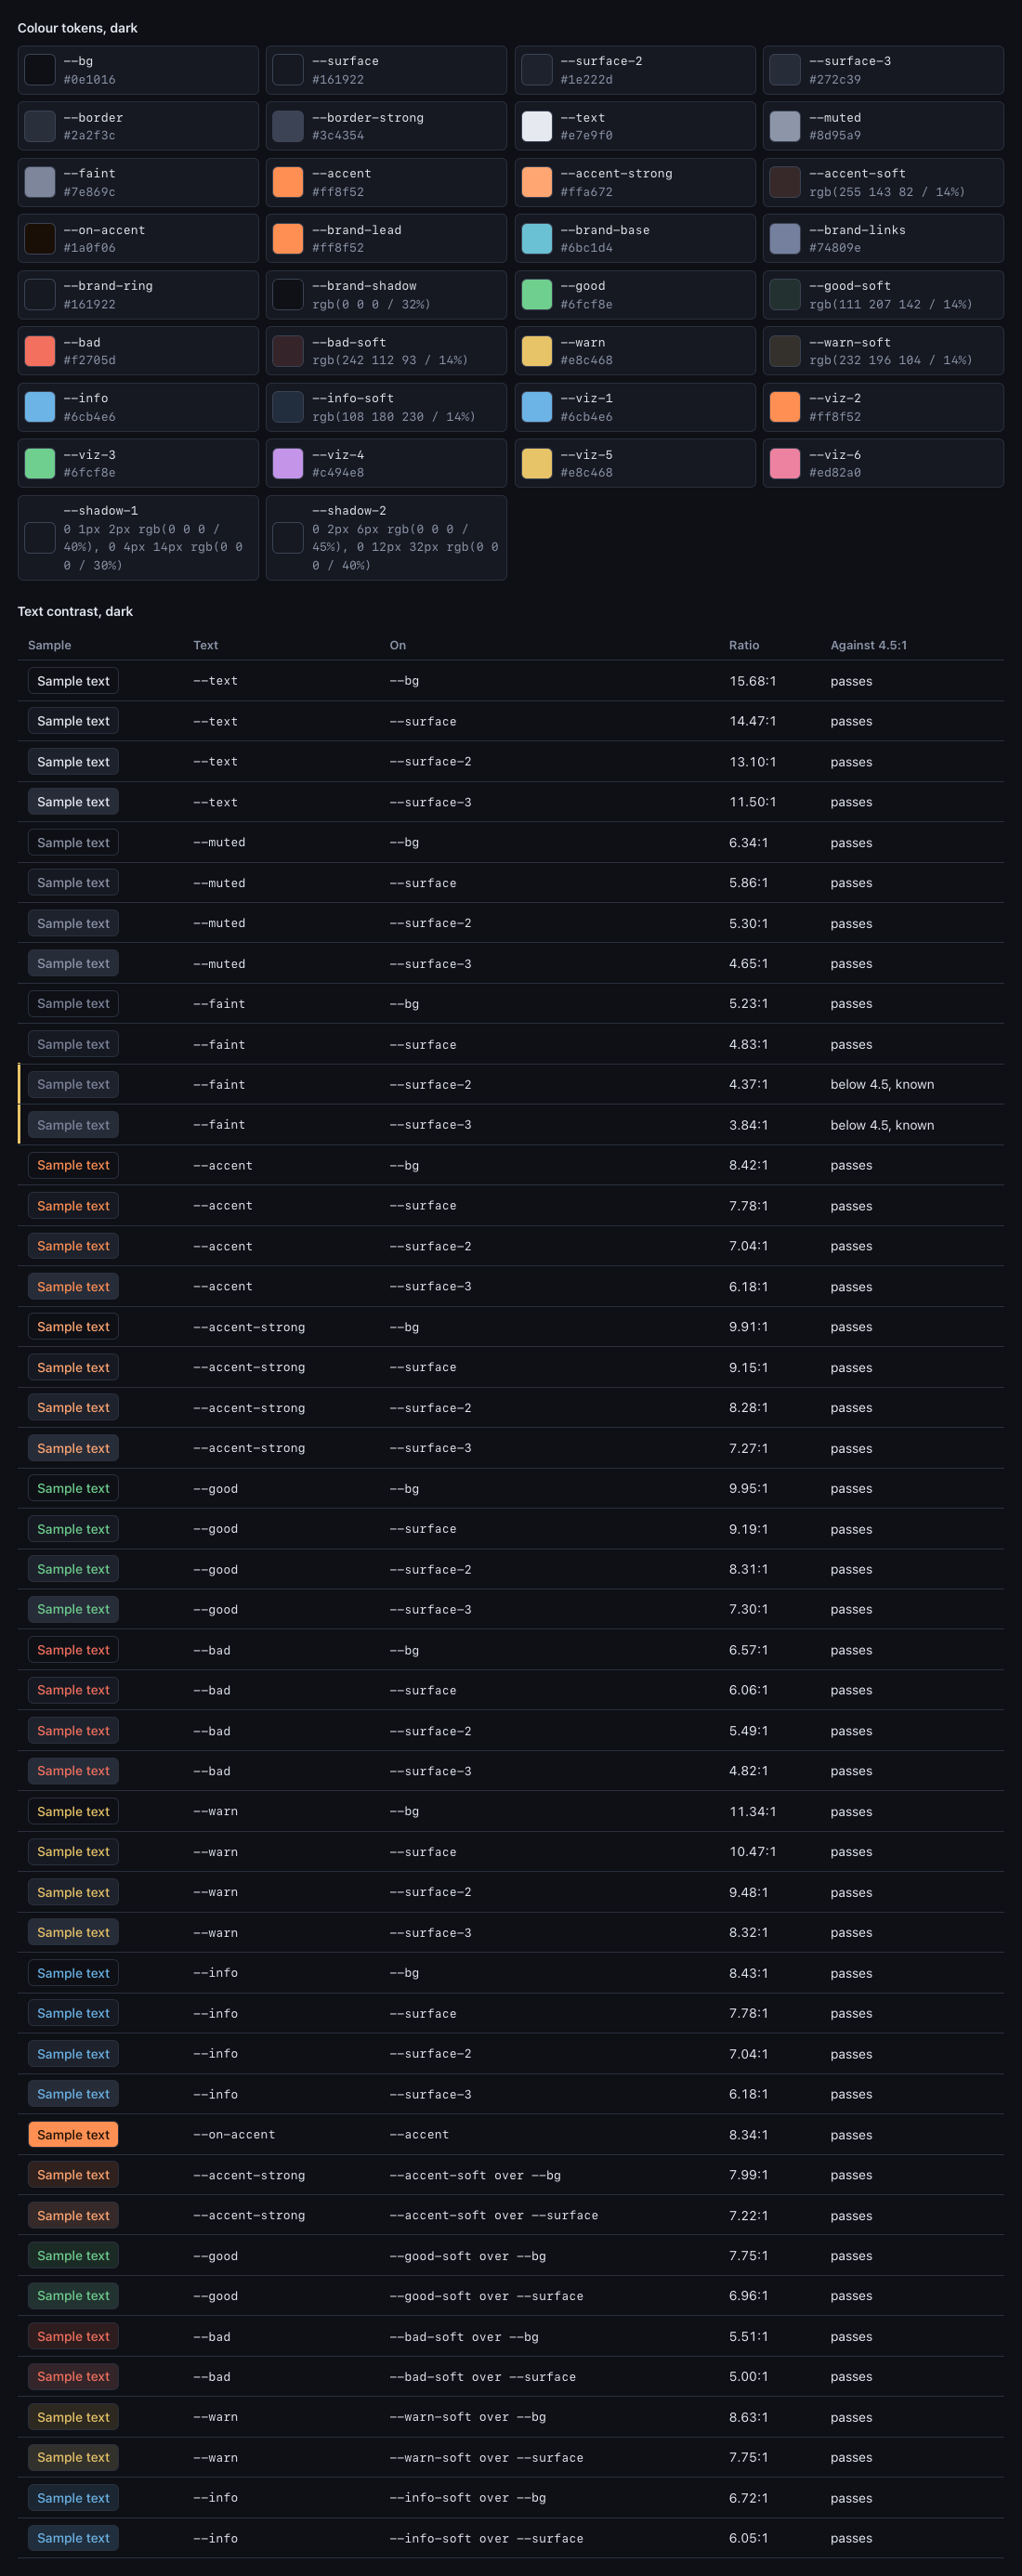 Colour tokens, dark
--bg
#0e1016
--surface
#161922
--surface-2
#1e222d
--surface-3
#272c39
--border
#2a2f3c
--border-strong
#3c4354
--text
#e7e9f0
--muted
#8d95a9
--faint
#7e869c
--accent
#ff8f52
--accent-strong
#ffa672
--accent-soft
rgb(255 143 82 / 14%)
--on-accent
#1a0f06
--brand-lead
#ff8f52
--brand-base
#6bc1d4
--brand-links
#74809e
--brand-ring
#161922
--brand-shadow
rgb(0 0 0 / 32%)
--good
#6fcf8e
--good-soft
rgb(111 207 142 / 14%)
--bad
#f2705d
--bad-soft
rgb(242 112 93 / 14%)
--warn
#e8c468
--warn-soft
rgb(232 196 104 / 14%)
--info
#6cb4e6
--info-soft
rgb(108 180 230 / 14%)
--viz-1
#6cb4e6
--viz-2
#ff8f52
--viz-3
#6fcf8e
--viz-4
#c494e8
--viz-5
#e8c468
--viz-6
#ed82a0
--shadow-1
0 1px 2px rgb(0 0 0 /
40%), 0 4px 14px rgb(0 0
0 / 30%)
--shadow-2
0 2px 6px rgb(0 0 0 /
45%), 0 12px 32px rgb(0 0
0 / 40%)
Text contrast, dark
Sample Text On Ratio Against 4.5:1
Sample text --text --bg 15.68:1 passes
Sample text --text --surface 14.47:1 passes
Sample text --text --surface-2 13.10:1 passes
Sample text --text --surface-3 11.50:1 passes
Sample text --muted --bg 6.34:1 passes
Sample text --muted --surface 5.86:1 passes
Sample text --muted --surface-2 5.30:1 passes
Sample text --muted --surface-3 4.65:1 passes
Sample text --faint --bg 5.23:1 passes
Sample text --faint --surface 4.83:1 passes
Sample text --faint --surface-2 4.37:1 below 4.5, known
Sample text --faint --surface-3 3.84:1 below 4.5, known
Sample text --accent --bg 8.42:1 passes
Sample text --accent --surface 7.78:1 passes
Sample text --accent --surface-2 7.04:1 passes
Sample text --accent --surface-3 6.18:1 passes
Sample text --accent-strong --bg 9.91:1 passes
Sample text --accent-strong --surface 9.15:1 passes
Sample text --accent-strong --surface-2 8.28:1 passes
Sample text --accent-strong --surface-3 7.27:1 passes
Sample text --good --bg 9.95:1 passes
Sample text --good --surface 9.19:1 passes
Sample text --good --surface-2 8.31:1 passes
Sample text --good --surface-3 7.30:1 passes
Sample text --bad --bg 6.57:1 passes
Sample text --bad --surface 6.06:1 passes
Sample text --bad --surface-2 5.49:1 passes
Sample text --bad --surface-3 4.82:1 passes
Sample text --warn --bg 11.34:1 passes
Sample text --warn --surface 10.47:1 passes
Sample text --warn --surface-2 9.48:1 passes
Sample text --warn --surface-3 8.32:1 passes
Sample text --info --bg 8.43:1 passes
Sample text --info --surface 7.78:1 passes
Sample text --info --surface-2 7.04:1 passes
Sample text --info --surface-3 6.18:1 passes
Sample text --on-accent --accent 8.34:1 passes
Sample text --accent-strong --accent-soft over --bg 7.99:1 passes
Sample text --accent-strong --accent-soft over --surface 7.22:1 passes
Sample text --good --good-soft over --bg 7.75:1 passes
Sample text --good --good-soft over --surface 6.96:1 passes
Sample text --bad --bad-soft over --bg 5.51:1 passes
Sample text --bad --bad-soft over --surface 5.00:1 passes
Sample text --warn --warn-soft over --bg 8.63:1 passes
Sample text --warn --warn-soft over --surface 7.75:1 passes
Sample text --info --info-soft over --bg 6.72:1 passes
Sample text --info --info-soft over --surface 6.05:1 passes